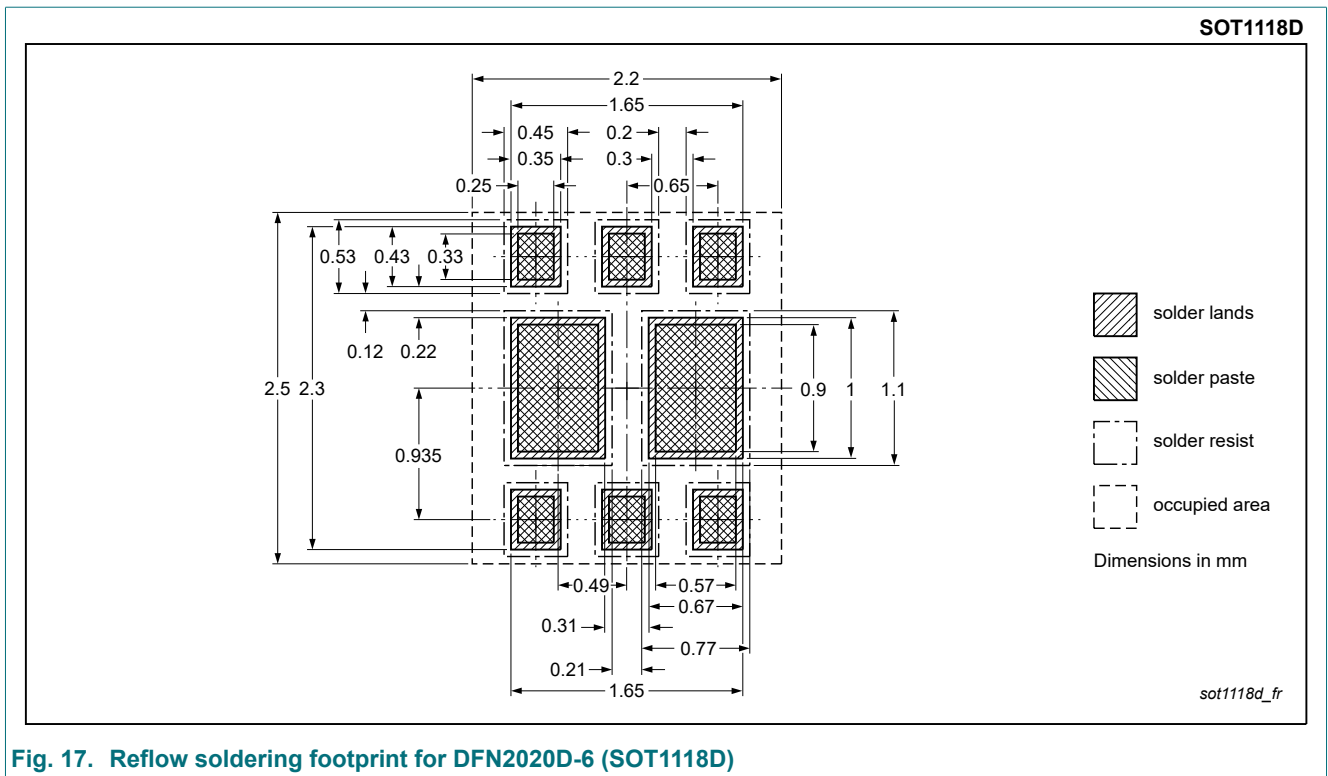 SOT1118D
2.2
1.65
0.45 0.2
0.35 0.3
0.25 0.65
0.53 0.43 0.33
0.12 0.22
2.5 2.3 0.9 1 1.1
0.935
0.49 0.57
0.67
0.31
0.77
0.21
1.65
solder lands
solder paste
solder resist
occupied area
Dimensions in mm
sot1118d_fr
Fig. 17. Reflow soldering footprint for DFN2020D-6 (SOT1118D)